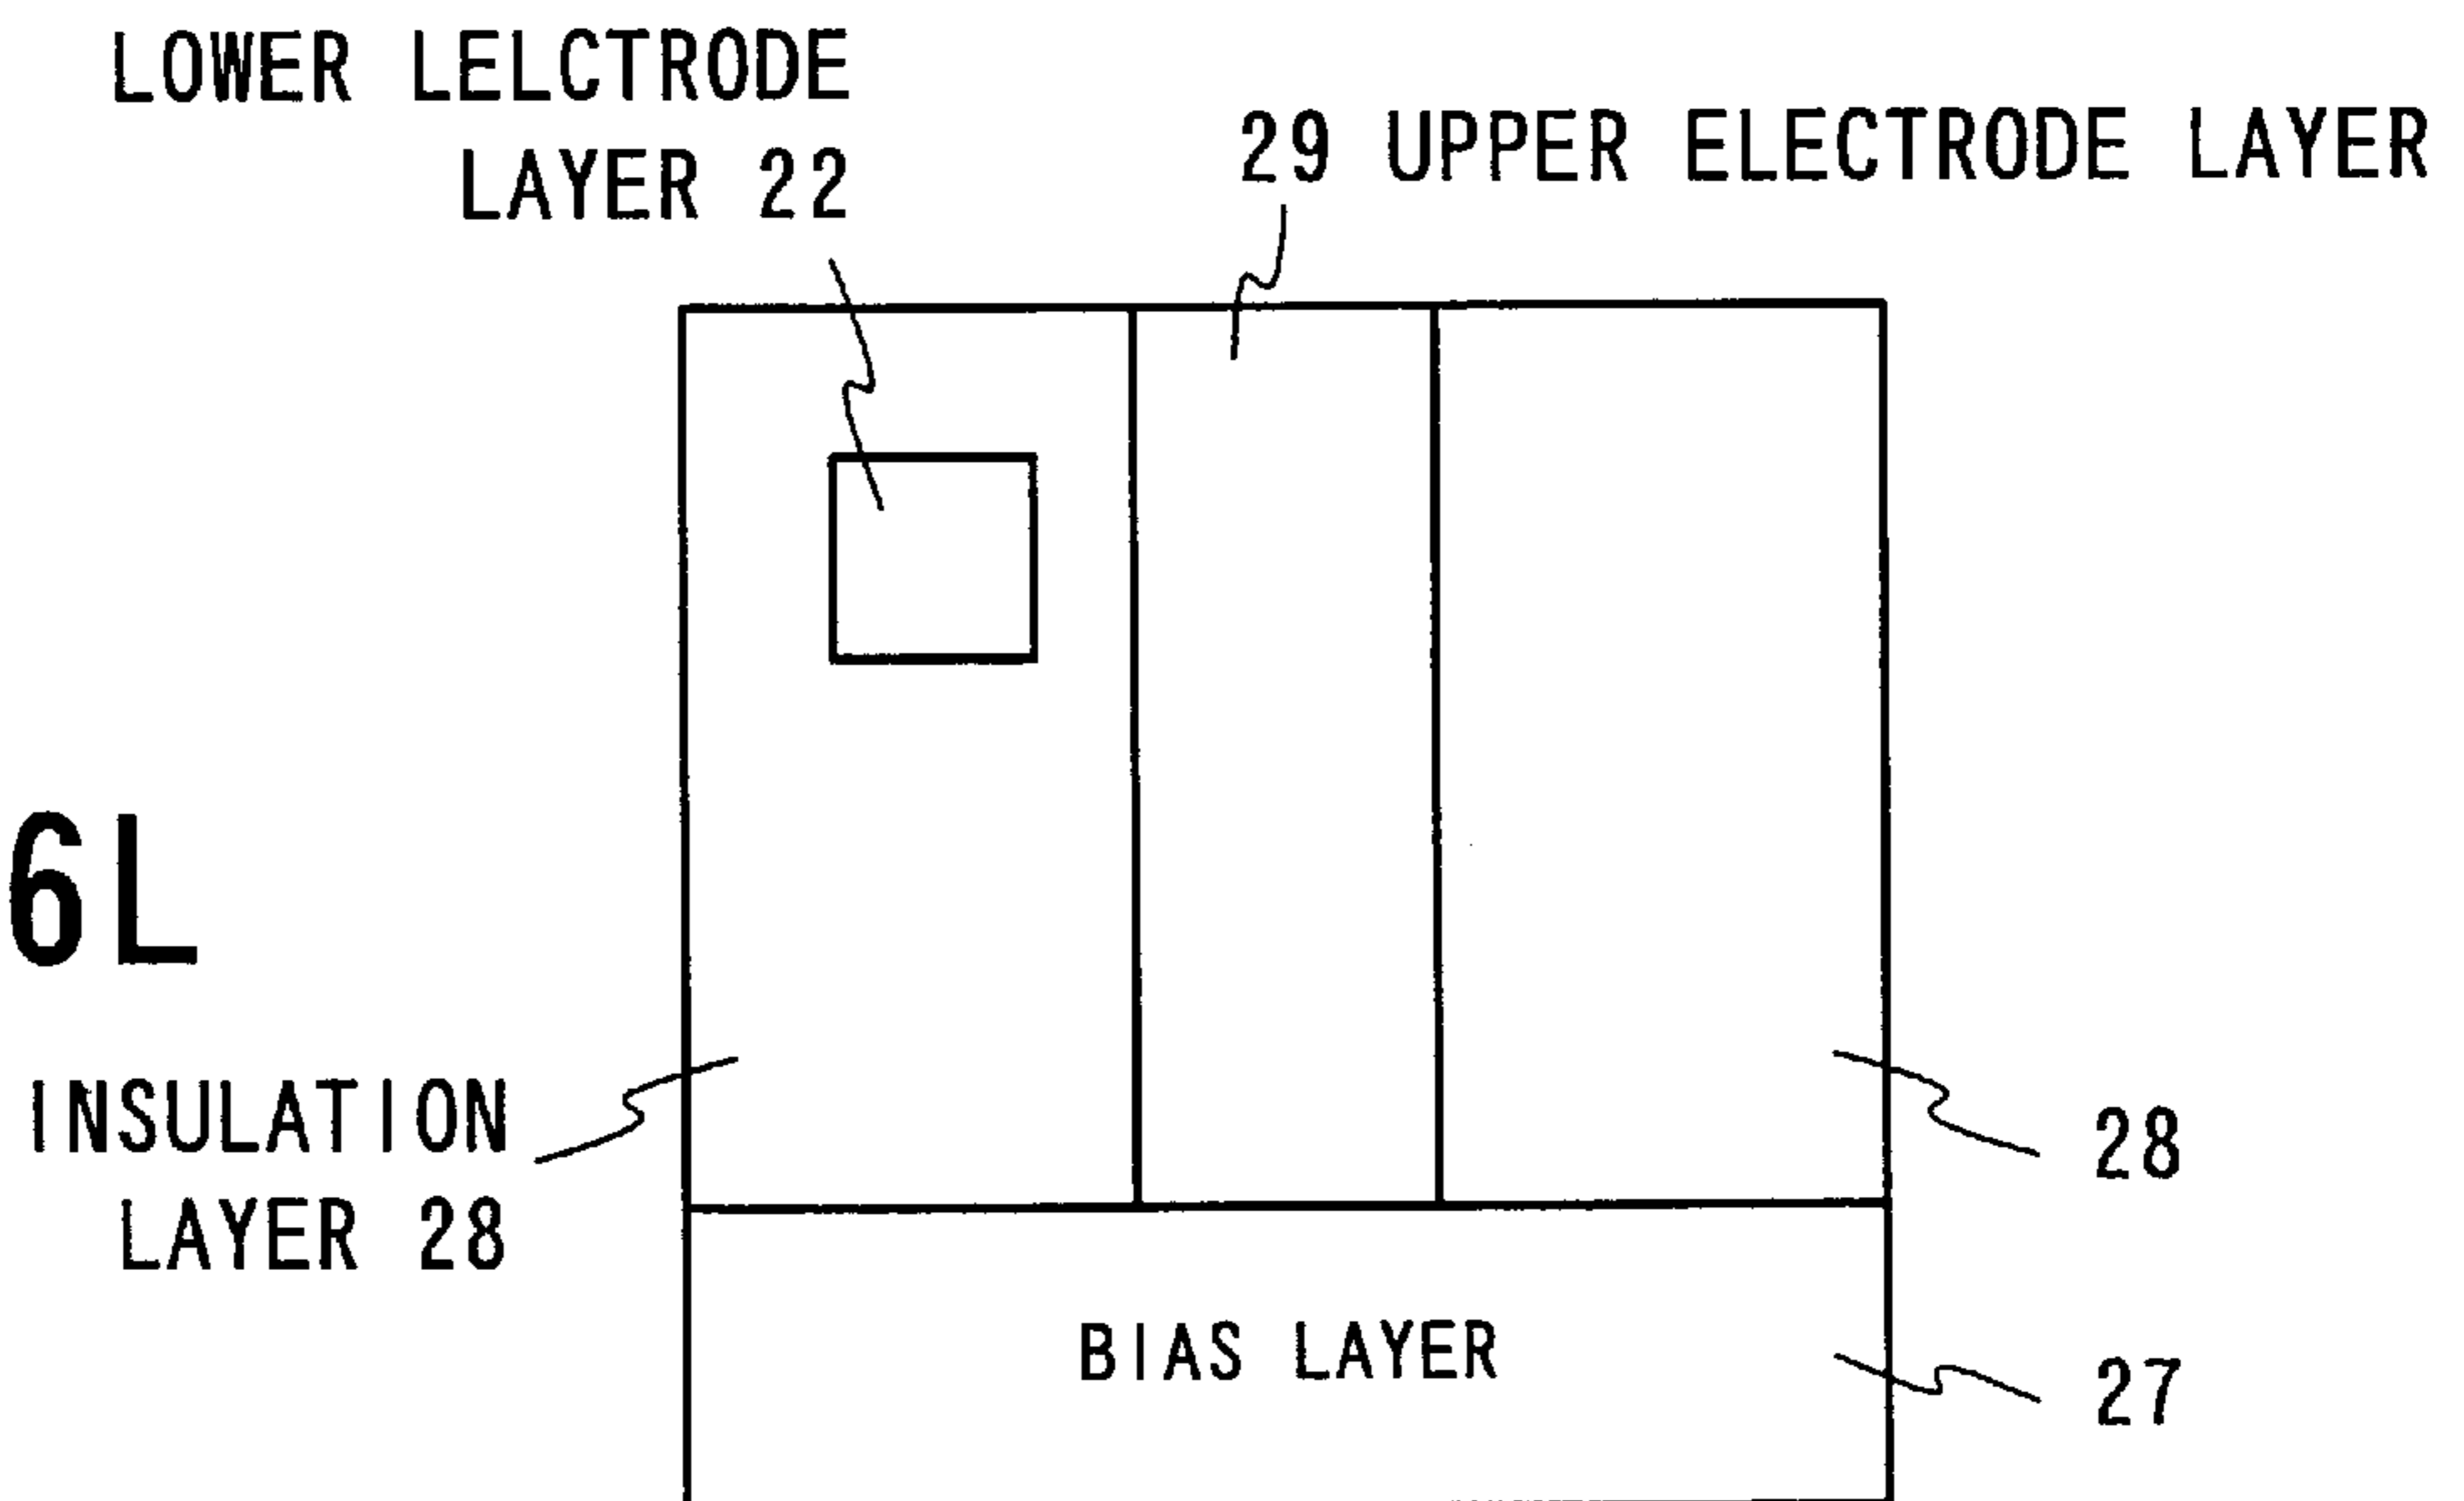 LOWER LELCTRODE
LAYER 22
29 UPPER ELECTRODE LAYER
6L
INSULATION
LAYER 28
28
BIAS LAYER
27